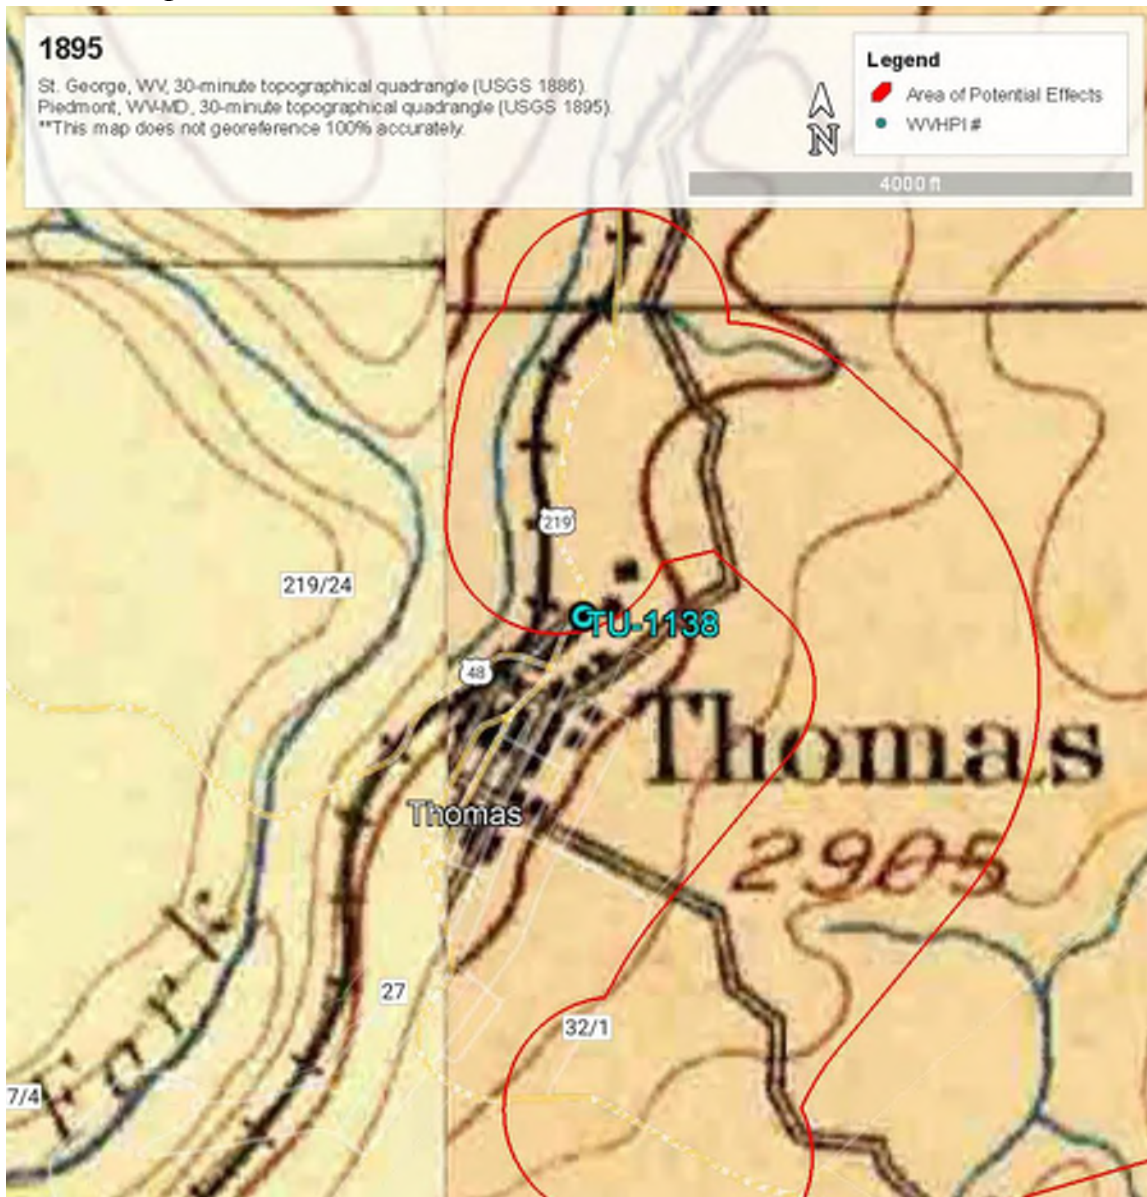 1895
St. George, WV, 30-minute topographical quadrangle (USGS 1886).
Piedmont, WV-MD, 30-minute topographical quadrangle (USGS 1895).
**This map does not georeference 100% accurately.
N
Legend
Area of Potential Effects
WVHPI #
4000 ft
219
219/24
TU-1138
48
Thomas
Thomas
2905
Fork
27
32/1
7/4